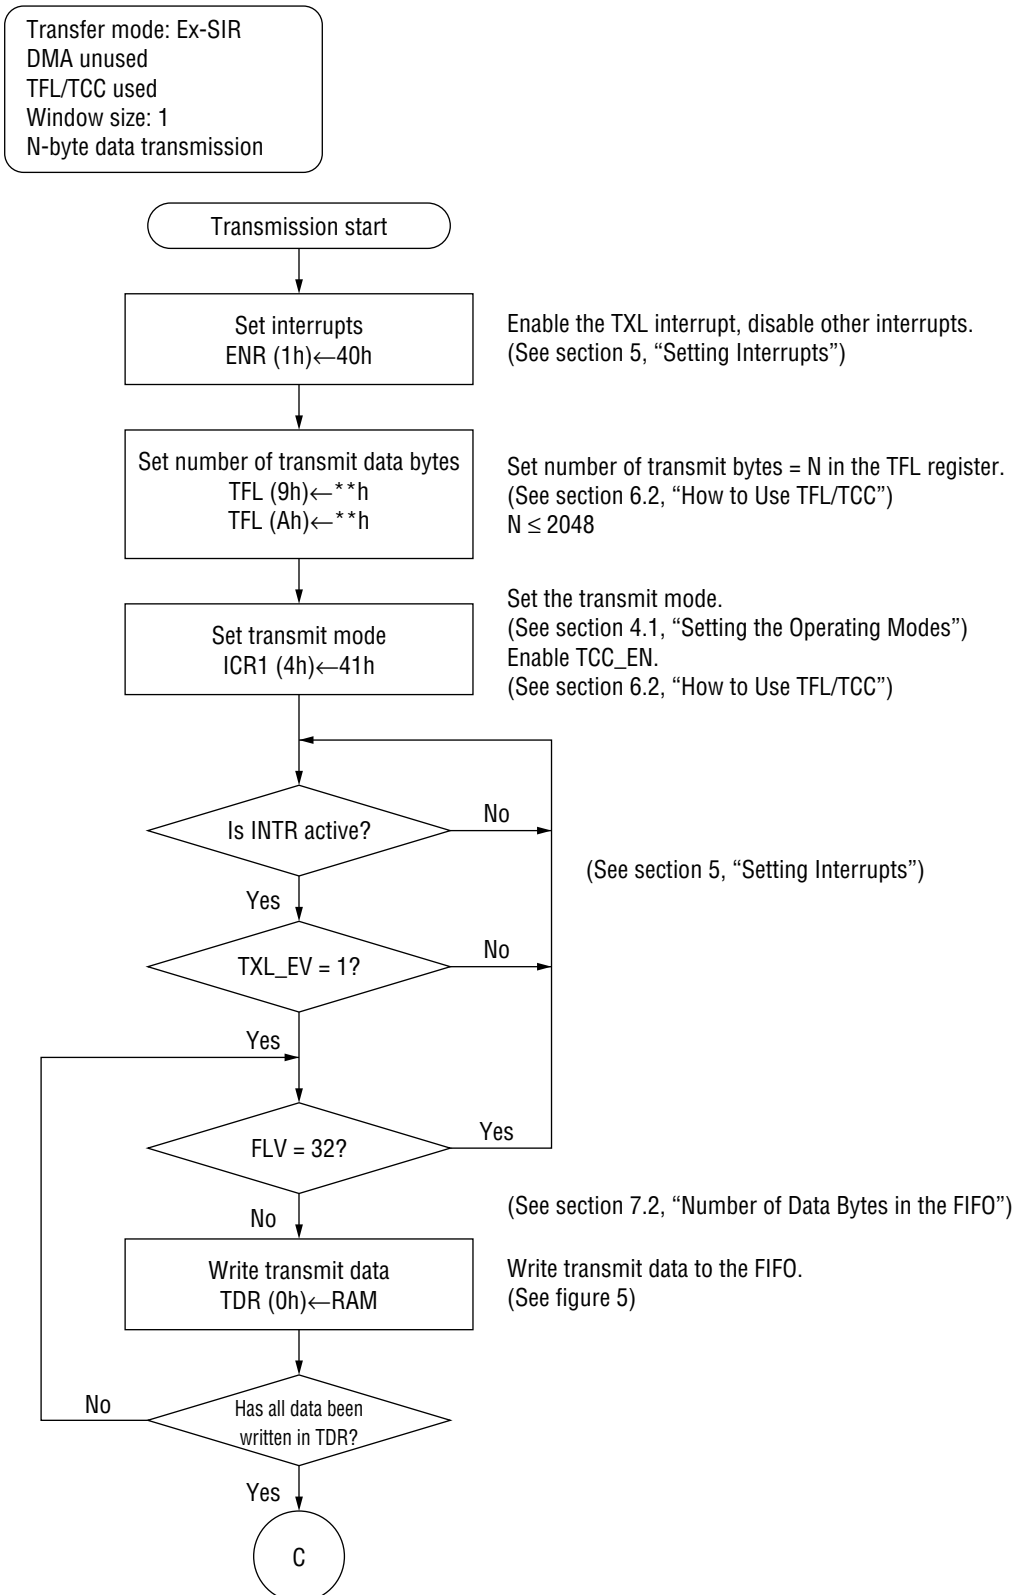 Transfer mode: Ex-SIR
DMA unused
TFL/TCC used
Window size: 1
N-byte data transmission
Transmission start
Set interrupts
ENR (1h)←40h
Enable the TXL interrupt, disable other interrupts.
(See section 5, “Setting Interrupts”)
Set number of transmit data bytes
TFL (9h)←**h
TFL (Ah)←**h
Set number of transmit bytes = N in the TFL register.
(See section 6.2, “How to Use TFL/TCC”)
N ≤ 2048
Set transmit mode
ICR1 (4h)←41h
Set the transmit mode.
(See section 4.1, “Setting the Operating Modes”)
Enable TCC_EN.
(See section 6.2, “How to Use TFL/TCC”)
Is INTR active?
No
(See section 5, “Setting Interrupts”)
Yes
TXL_EV = 1?
No
Yes
FLV = 32?
Yes
No
(See section 7.2, “Number of Data Bytes in the FIFO”)
Write transmit data
TDR (0h)←RAM
Write transmit data to the FIFO.
(See figure 5)
No
Has all data been
written in TDR?
Yes
C